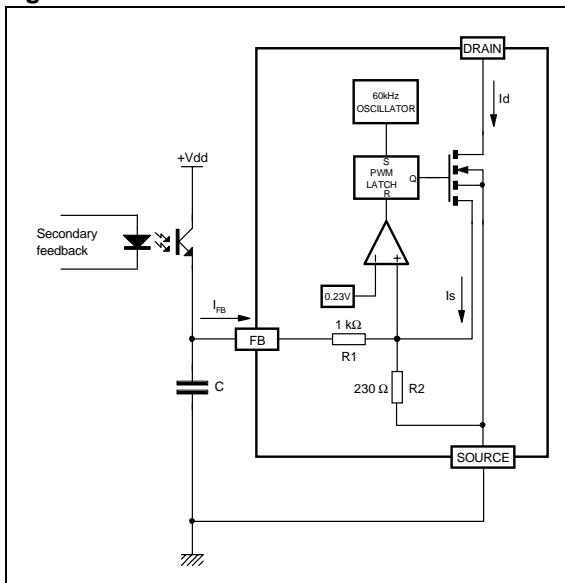 DRAIN
60kHz
OSCILLATOR
Id
+Vdd
S
PWM
LATCH
Q
R
Secondary
feedback
0.23V
Is
I_FB
1 kΩ
FB
R1
C
230 Ω
R2
SOURCE